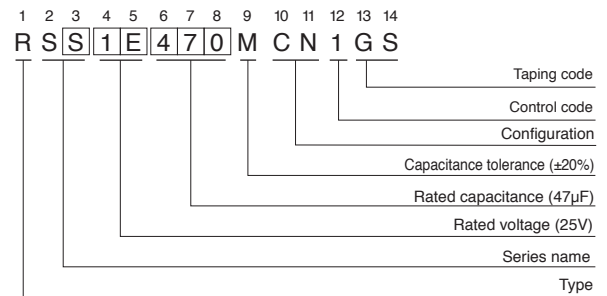 1 2 3 4 5 6 7 8 9 10 11 12 13 14
R S S 1 E 4 7 0 M C N 1 G S
Taping code
Control code
Configuration
Capacitance tolerance (±20%)
Rated capacitance (47µF)
Rated voltage (25V)
Series name
Type